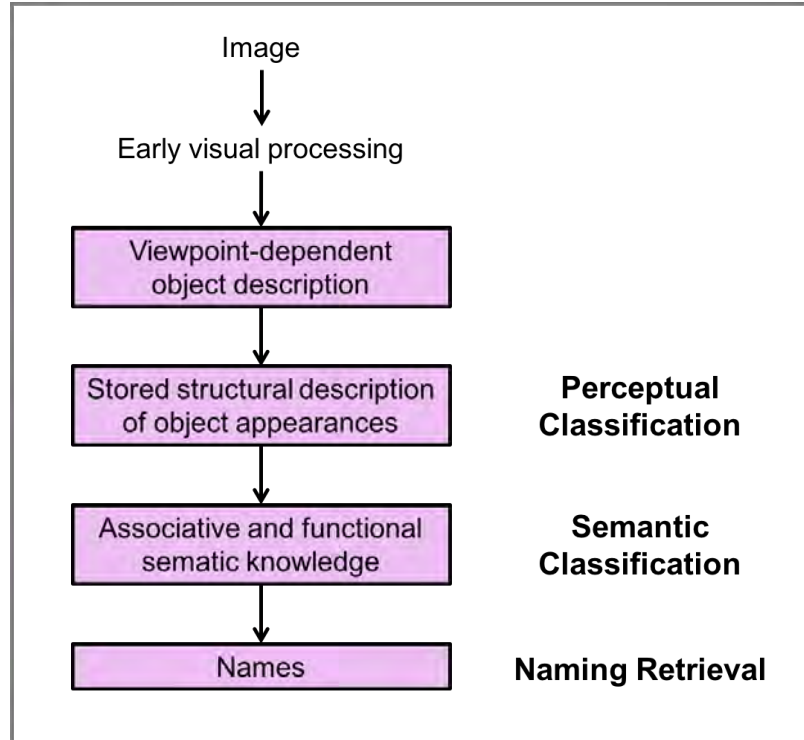 Image
Early visual processing
Viewpoint-dependent
object description
Stored structural description
of object appearances
Perceptual
Classification
Associative and functional
sematic knowledge
Semantic
Classification
Names
Naming Retrieval